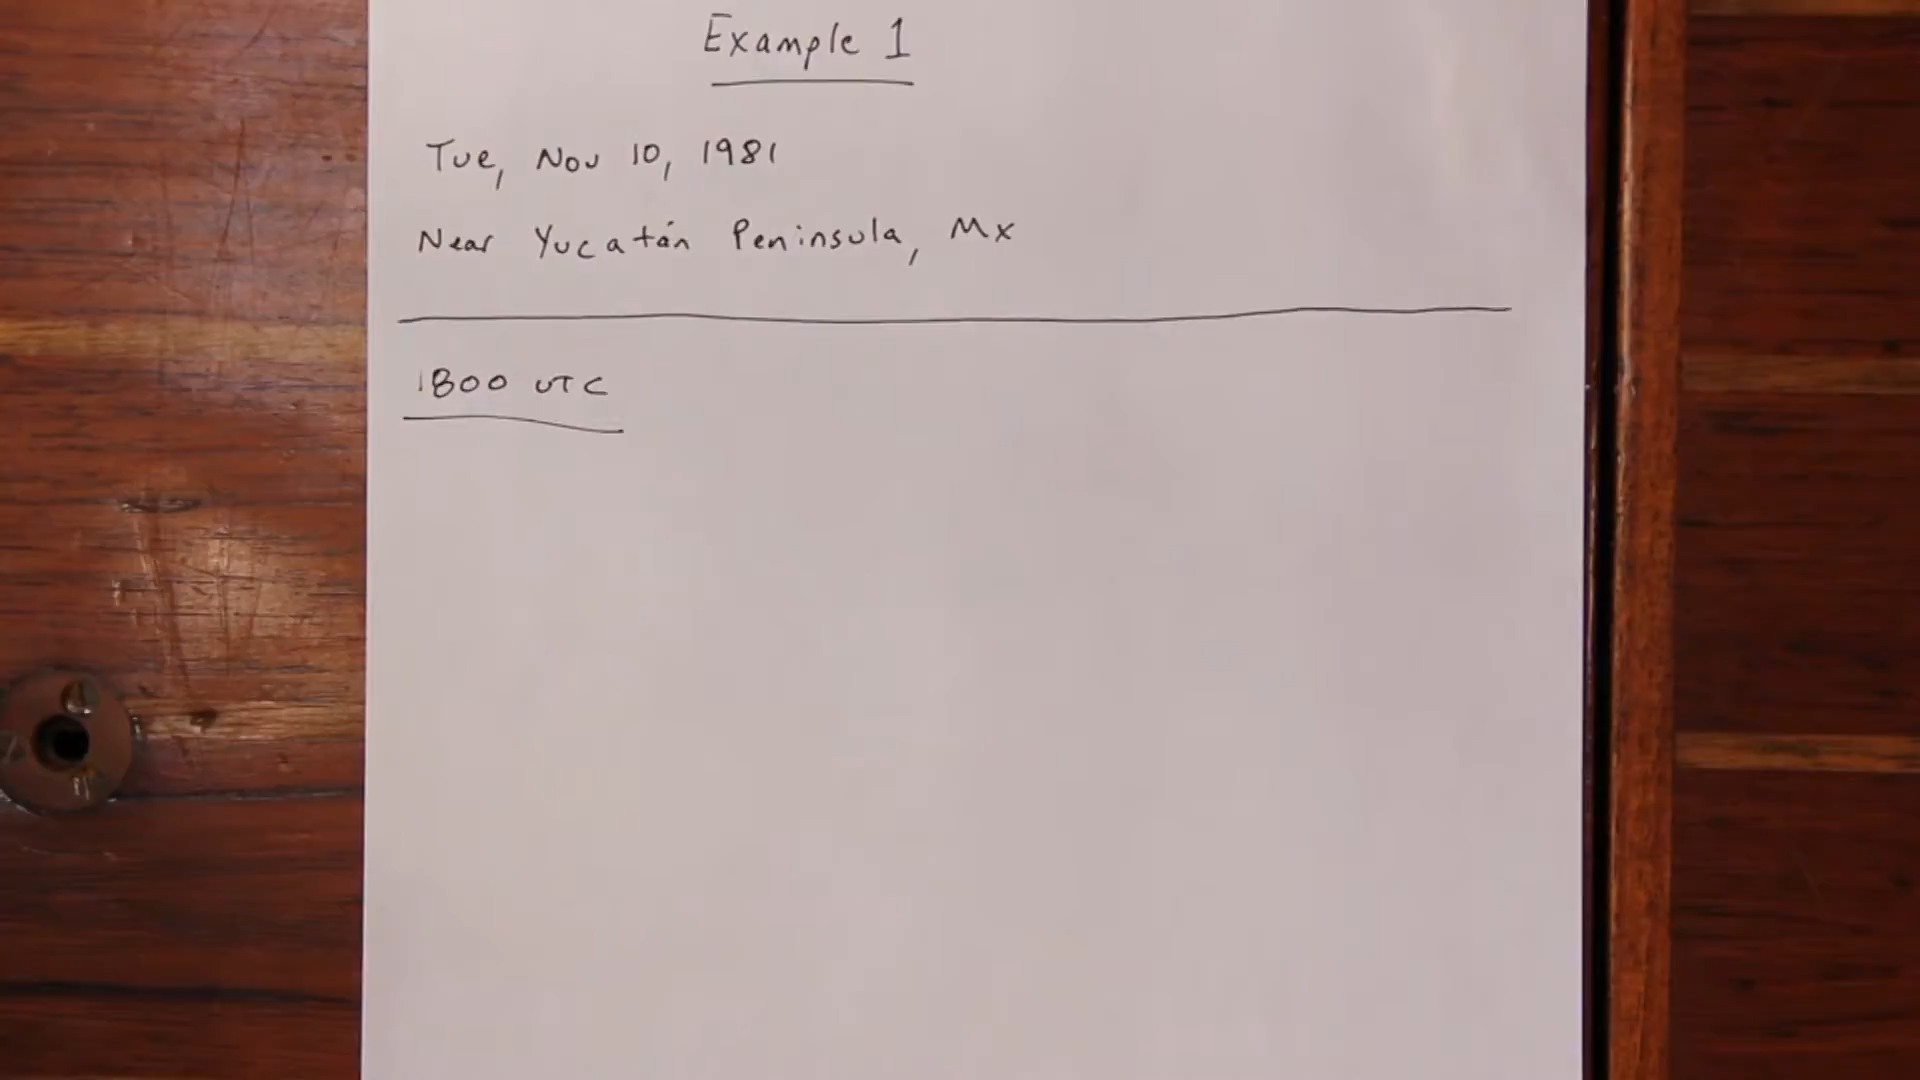 Example 1
Tue, Nov 10, 1981
Near Yucatán Peninsula, Mx
1800 UTC